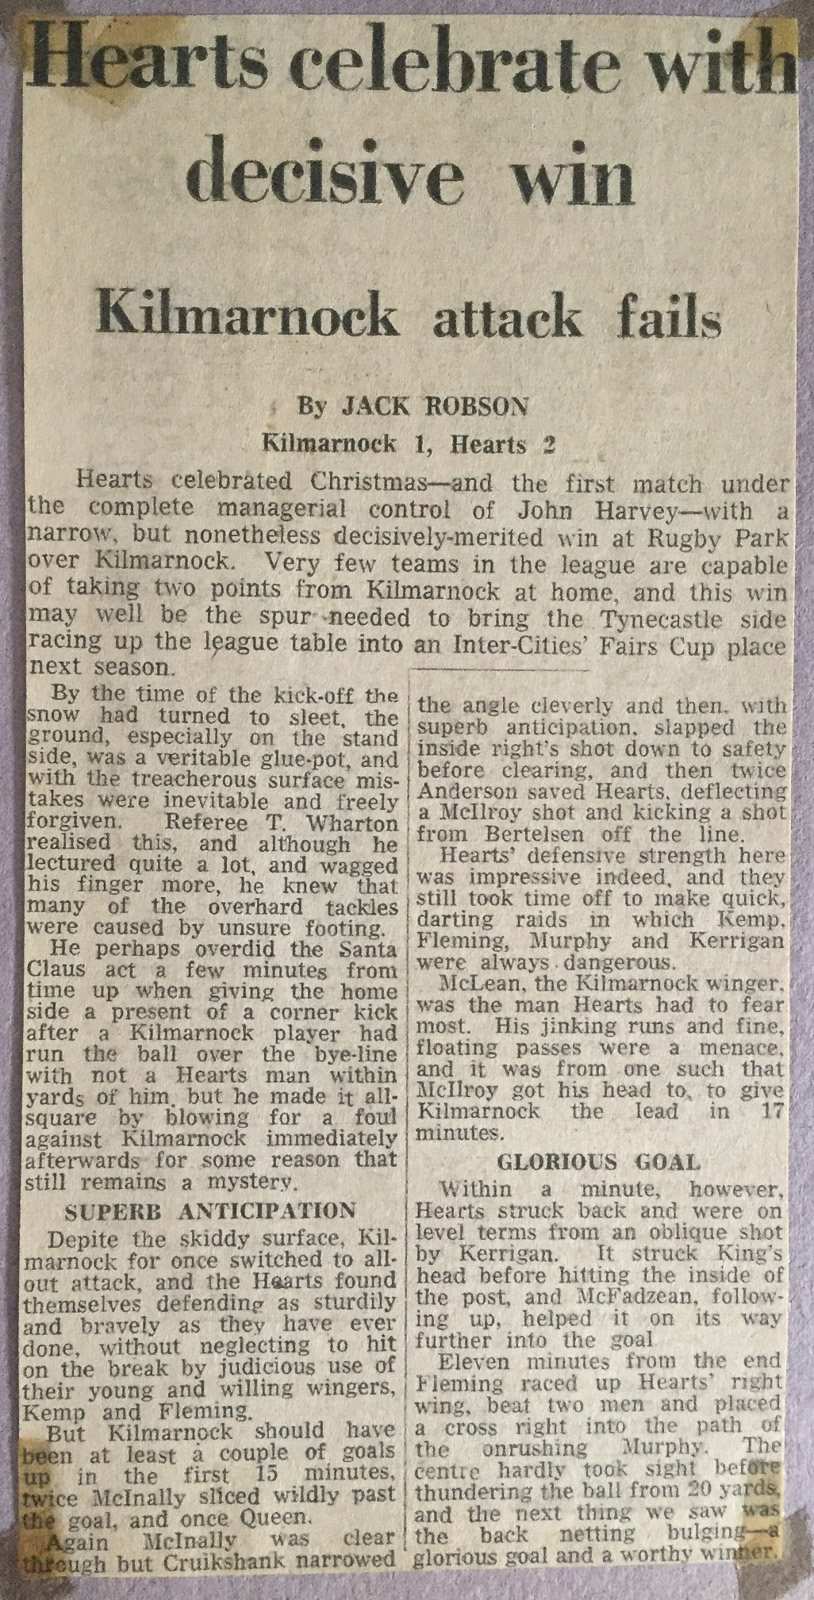 Hearts celebrate with
decisive win
Kilmarnock attack fails
By JACK ROBSON
Kilmarnock 1, Hearts 2
Hearts celebrated Christmas—and the first match under
the complete managerial control of John Harvey—with a
narrow, but nonetheless decisively-merited win at Rugby Park
over Kilmarnock. Very few teams in the league are capable
of taking two points from Kilmarnock at home, and this win
may well be the spur needed to bring the Tynecastle side
racing up the league table into an Inter-Cities' Fairs Cup place
next season.
By the time of the kick-off the
snow had turned to sleet, the
ground, especially on the stand
side, was a veritable glue-pot, and
with the treacherous surface mis-
takes were inevitable and freely
forgiven. Referee T. Wharton
realised this, and although he
lectured quite a lot, and wagged
his finger more, he knew that
many of the overhard tackles
were caused by unsure footing.
He perhaps overdid the Santa
Claus act a few minutes from
time up when giving the home
side a present of a corner kick
after a Kilmarnock player had
run the ball over the bye-line
with not a Hearts man within
yards of him, but he made it all-
square by blowing for a foul
against Kilmarnock immediately
afterwards for some reason that
still remains a mystery.
SUPERB ANTICIPATION
Depite the skiddy surface, Kil-
marnock for once switched to all-
out attack, and the Hearts found
themselves defending as sturdily
and bravely as they have ever
done, without neglecting to hit
on the break by judicious use of
their young and willing wingers,
Kemp and Fleming.
But Kilmarnock should have
been at least a couple of goals
up in the first 15 minutes,
twice McInally sliced wildly past
the goal, and once Queen.
Again McInally was clear
through but Cruikshank narrowed
the angle cleverly and then, with
superb anticipation, slapped the
inside right's shot down to safety
before clearing, and then twice
Anderson saved Hearts, deflecting
a McIlroy shot and kicking a shot
from Bertelsen off the line.
Hearts' defensive strength here
was impressive indeed, and they
still took time off to make quick,
darting raids in which Kemp,
Fleming, Murphy and Kerrigan
were always dangerous.
McLean, the Kilmarnock winger,
was the man Hearts had to fear
most. His jinking runs and fine,
floating passes were a menace,
and it was from one such that
McIlroy got his head to, to give
Kilmarnock the lead in 17
minutes.
GLORIOUS GOAL
Within a minute, however,
Hearts struck back and were on
level terms from an oblique shot
by Kerrigan. It struck King's
head before hitting the inside of
the post, and McFadzean, follow-
ing up, helped it on its way
further into the goal
Eleven minutes from the end
Fleming raced up Hearts' right
wing, beat two men and placed
a cross right into the path of
the onrushing Murphy. The
centre hardly took sight before
thundering the ball from 20 yards,
and the next thing we saw was
the back netting bulging—a
glorious goal and a worthy winner.